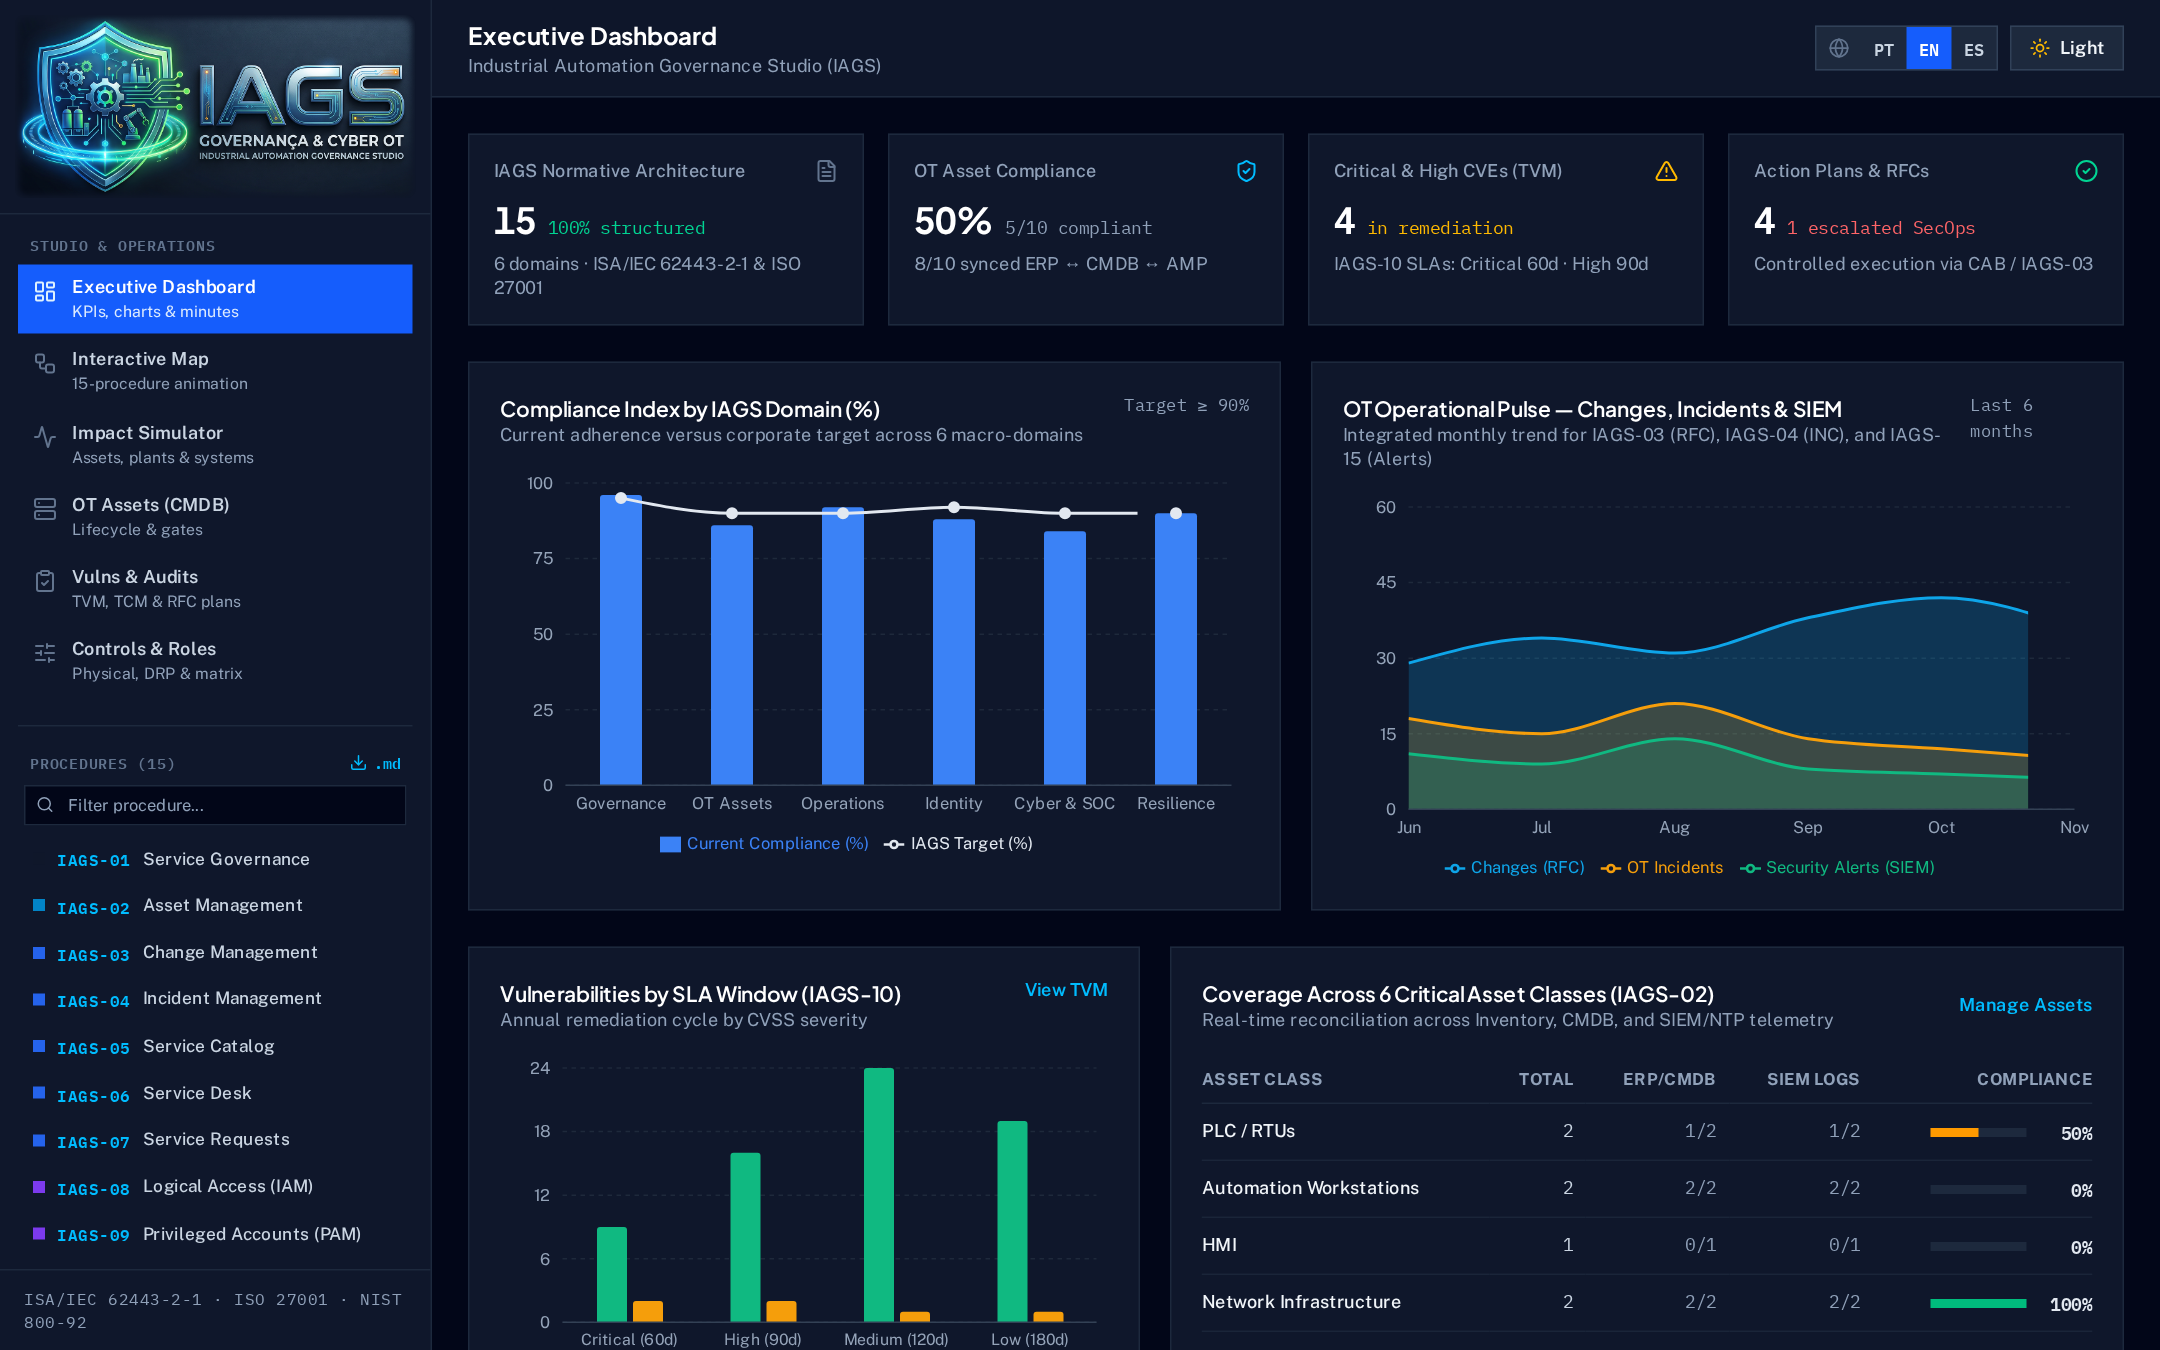 IAGS
GOVERNANÇA & CYBER OT
INDUSTRIAL AUTOMATION GOVERNANCE STUDIO
STUDIO & OPERATIONS
Executive Dashboard
KPIs, charts & minutes
Interactive Map
15-procedure animation
Impact Simulator
Assets, plants & systems
OT Assets (CMDB)
Lifecycle & gates
Vulns & Audits
TVM, TCM & RFC plans
Controls & Roles
Physical, DRP & matrix
PROCEDURES (15)
.md
Filter procedure...
IAGS-01 Service Governance
IAGS-02 Asset Management
IAGS-03 Change Management
IAGS-04 Incident Management
IAGS-05 Service Catalog
IAGS-06 Service Desk
IAGS-07 Service Requests
IAGS-08 Logical Access (IAM)
IAGS-09 Privileged Accounts (PAM)
ISA/IEC 62443-2-1 · ISO 27001 · NIST
800-92
Executive Dashboard
Industrial Automation Governance Studio (IAGS)
PT EN ES
Light
IAGS Normative Architecture
15 100% structured
6 domains · ISA/IEC 62443-2-1 & ISO
27001
OT Asset Compliance
50% 5/10 compliant
8/10 synced ERP ↔ CMDB ↔ AMP
Critical & High CVEs (TVM)
4 in remediation
IAGS-10 SLAs: Critical 60d · High 90d
Action Plans & RFCs
4 1 escalated SecOps
Controlled execution via CAB / IAGS-03
Compliance Index by IAGS Domain (%)
Target ≥ 90%
Current adherence versus corporate target across 6 macro-domains
100
75
50
25
0
Governance OT Assets Operations Identity Cyber & SOC Resilience
Current Compliance (%) IAGS Target (%)
OT Operational Pulse — Changes, Incidents & SIEM
Last 6
months
Integrated monthly trend for IAGS-03 (RFC), IAGS-04 (INC), and IAGS-
15 (Alerts)
60
45
30
15
0
Jun Jul Aug Sep Oct Nov
Changes (RFC) OT Incidents Security Alerts (SIEM)
Vulnerabilities by SLA Window (IAGS-10)
View TVM
Annual remediation cycle by CVSS severity
24
18
12
6
0
Critical (60d) High (90d) Medium (120d) Low (180d)
Coverage Across 6 Critical Asset Classes (IAGS-02)
Manage Assets
Real-time reconciliation across Inventory, CMDB, and SIEM/NTP telemetry
ASSET CLASS TOTAL ERP/CMDB SIEM LOGS COMPLIANCE
PLC / RTUs 2 1/2 1/2 50%
Automation Workstations 2 2/2 2/2 0%
HMI 1 0/1 0/1 0%
Network Infrastructure 2 2/2 2/2 100%